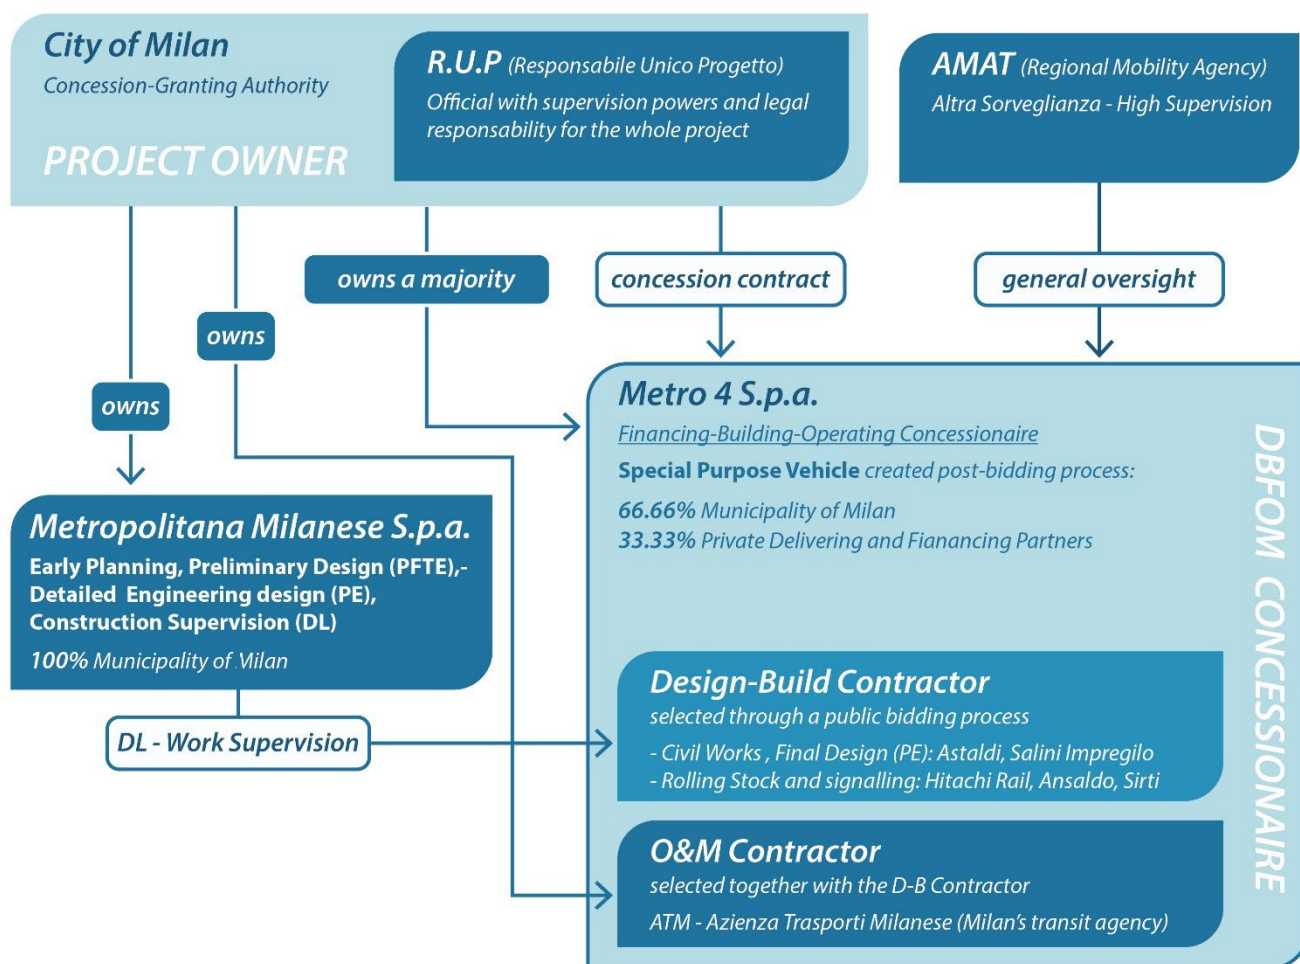 City of Milan
Concession-Granting Authority
PROJECT OWNER
R.U.P (Responsabile Unico Progetto)
Official with supervision powers and legal
responsability for the whole project
AMAT (Regional Mobility Agency)
Altra Sorveglianza - High Supervision
owns a majority
concession contract
general oversight
owns
owns
Metro 4 S.p.a.
Financing-Building-Operating Concessionaire
Special Purpose Vehicle created post-bidding process:
66.66% Municipality of Milan
33.33% Private Delivering and Fianancing Partners
DBFOM CONCESSIONAIRE
Metropolitana Milanese S.p.a.
Early Planning, Preliminary Design (PFTE),-
Detailed Engineering design (PE),
Construction Supervision (DL)
100% Municipality of Milan
DL - Work Supervision
Design-Build Contractor
selected through a public bidding process
- Civil Works , Final Design (PE): Astaldi, Salini Impregilo
- Rolling Stock and signalling: Hitachi Rail, Ansaldo, Sirti
O&M Contractor
selected together with the D-B Contractor
ATM - Azienza Trasporti Milanese (Milan's transit agency)